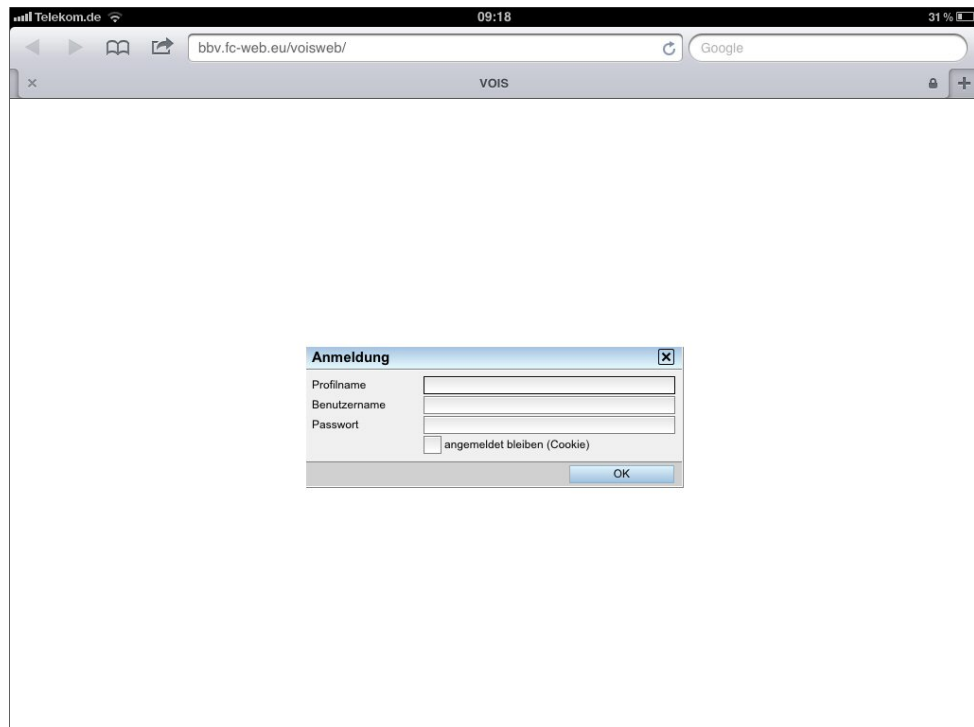 Telekom.de 09:18 31 %
bbv.fc-web.eu/voisweb/ Google
VOIS
Anmeldung
Profilname
Benutzername
Passwort
angemeldet bleiben (Cookie)
OK